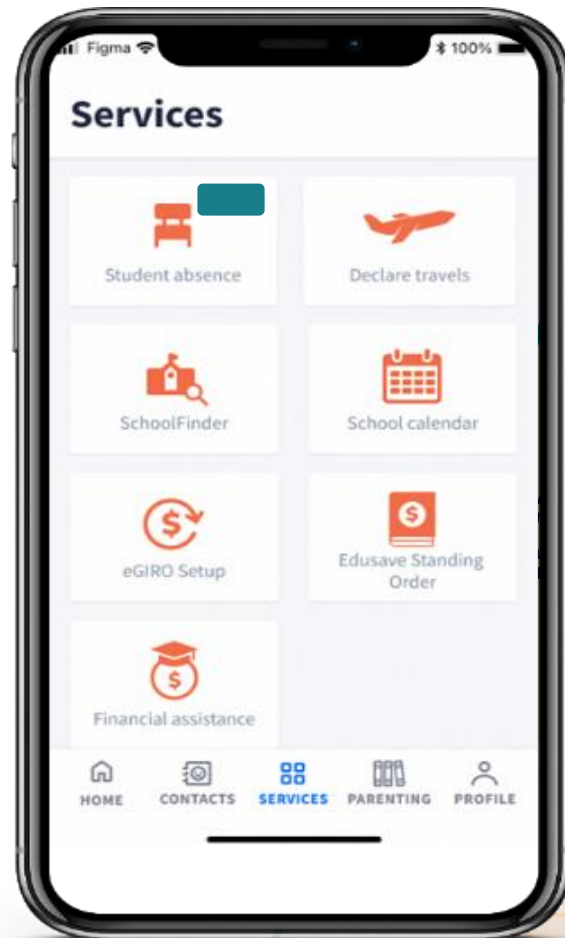 Figma
100%
Services
Student absence
Declare travels
SchoolFinder
School calendar
eGIRO Setup
Edusave Standing
Order
Financial assistance
HOME
CONTACTS
SERVICES
PARENTING
PROFILE